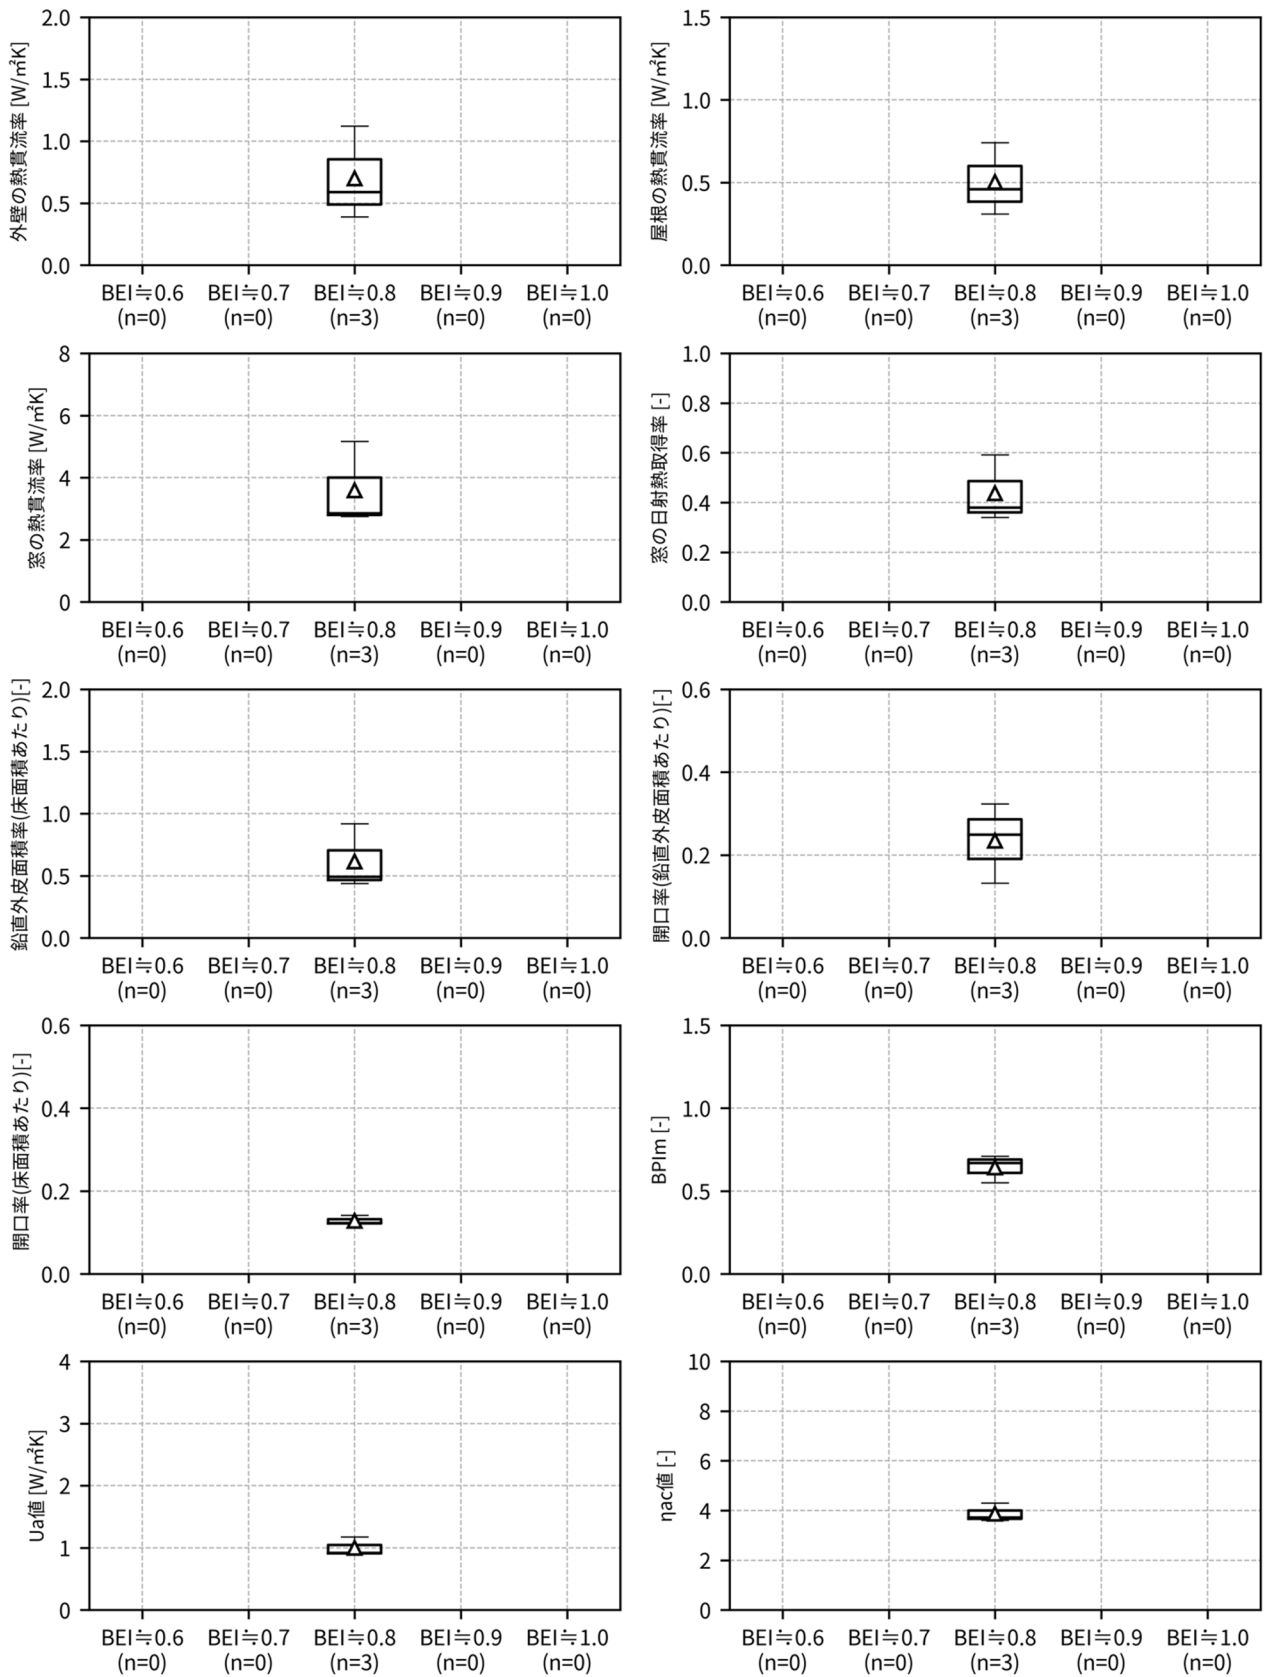 外壁の熱貫流率 [W/㎡K]
2.0
1.5
1.0
0.5
0.0
BEI≒0.6 BEI≒0.7 BEI≒0.8 BEI≒0.9 BEI≒1.0
(n=0) (n=0) (n=3) (n=0) (n=0)
屋根の熱貫流率 [W/㎡K]
1.5
1.0
0.5
0.0
BEI≒0.6 BEI≒0.7 BEI≒0.8 BEI≒0.9 BEI≒1.0
(n=0) (n=0) (n=3) (n=0) (n=0)
窓の熱貫流率 [W/㎡K]
8
6
4
2
0
BEI≒0.6 BEI≒0.7 BEI≒0.8 BEI≒0.9 BEI≒1.0
(n=0) (n=0) (n=3) (n=0) (n=0)
窓の日射熱取得率 [-]
1.0
0.8
0.6
0.4
0.2
0.0
BEI≒0.6 BEI≒0.7 BEI≒0.8 BEI≒0.9 BEI≒1.0
(n=0) (n=0) (n=3) (n=0) (n=0)
鉛直外皮面積率(床面積あたり)[-]
2.0
1.5
1.0
0.5
0.0
BEI≒0.6 BEI≒0.7 BEI≒0.8 BEI≒0.9 BEI≒1.0
(n=0) (n=0) (n=3) (n=0) (n=0)
開口率(鉛直外皮面積あたり)[-]
0.6
0.4
0.2
0.0
BEI≒0.6 BEI≒0.7 BEI≒0.8 BEI≒0.9 BEI≒1.0
(n=0) (n=0) (n=3) (n=0) (n=0)
開口率(床面積あたり)[-]
0.6
0.4
0.2
0.0
BEI≒0.6 BEI≒0.7 BEI≒0.8 BEI≒0.9 BEI≒1.0
(n=0) (n=0) (n=3) (n=0) (n=0)
BPIm [-]
1.5
1.0
0.5
0.0
BEI≒0.6 BEI≒0.7 BEI≒0.8 BEI≒0.9 BEI≒1.0
(n=0) (n=0) (n=3) (n=0) (n=0)
Ua値 [W/㎡K]
4
3
2
1
0
BEI≒0.6 BEI≒0.7 BEI≒0.8 BEI≒0.9 BEI≒1.0
(n=0) (n=0) (n=3) (n=0) (n=0)
ηac値 [-]
10
8
6
4
2
0
BEI≒0.6 BEI≒0.7 BEI≒0.8 BEI≒0.9 BEI≒1.0
(n=0) (n=0) (n=3) (n=0) (n=0)